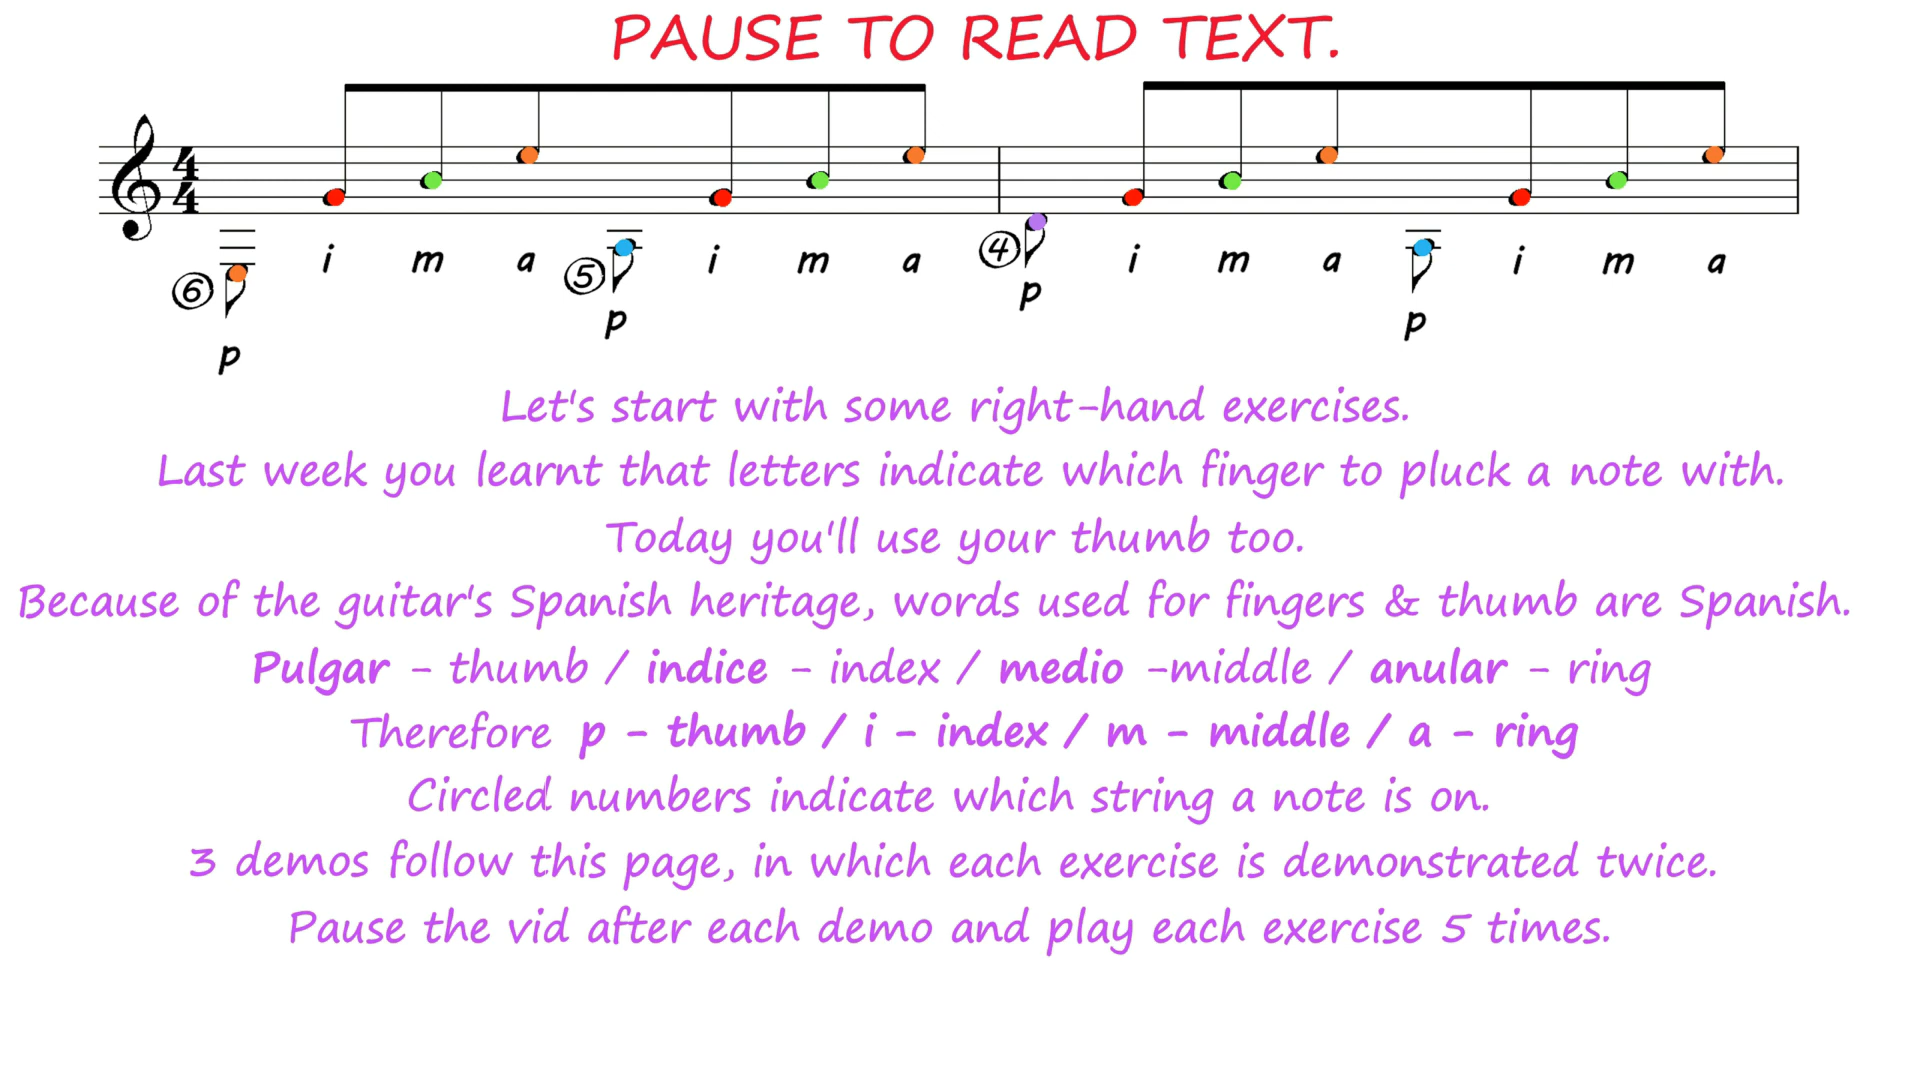 PAUSE TO READ TEXT.
4
4
6 i m a 5 i m a 4 i m a i m a
p p p p
Let's start with some right-hand exercises.
Last week you learnt that letters indicate which finger to pluck a note with.
Today you'll use your thumb too.
Because of the guitar's Spanish heritage, words used for fingers & thumb are Spanish.
Pulgar - thumb / indice - index / medio -middle / anular - ring
Therefore p - thumb / i - index / m - middle / a - ring
Circled numbers indicate which string a note is on.
3 demos follow this page, in which each exercise is demonstrated twice.
Pause the vid after each demo and play each exercise 5 times.